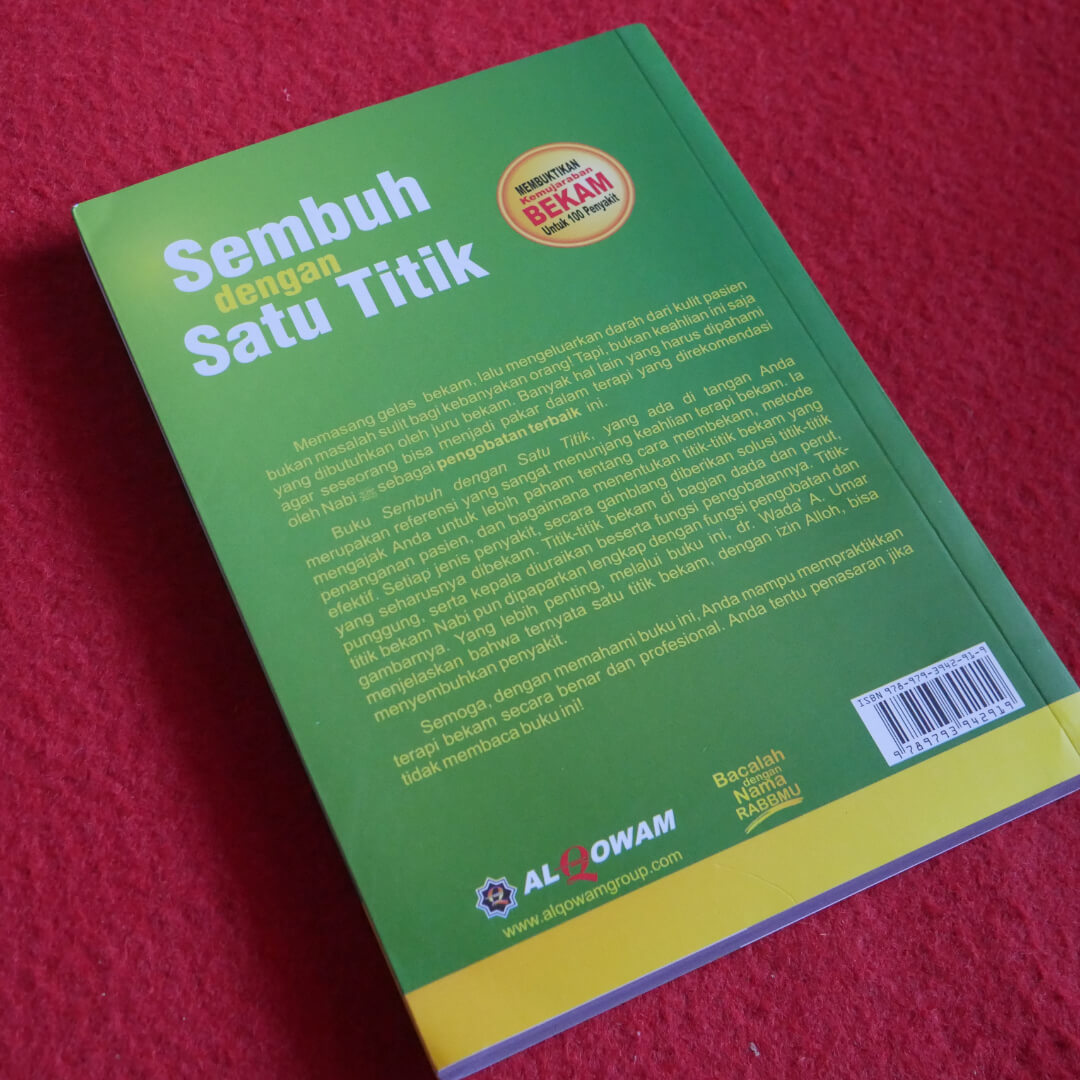 Sembuh
dengan
Satu Titik
MEMBUKTIKAN
Kemujaraban
BEKAM
Untuk 100 Penyakit
Memasang gelas bekam, lalu mengeluarkan darah dari kulit pasien
bukan masalah sulit bagi kebanyakan orang! Tapi, bukan keahlian ini saja
yang dibutuhkan oleh juru bekam. Banyak hal lain yang harus dipahami
agar seseorang bisa menjadi pakar dalam terapi yang direkomendasi
oleh Nabi ﷺ sebagai pengobatan terbaik ini.
Buku Sembuh dengan Satu Titik, yang ada di tangan Anda
merupakan referensi yang sangat menunjang keahlian terapi bekam. Ia
mengajak Anda untuk lebih paham tentang cara membekam, metode
penanganan pasien, dan bagaimana menentukan titik-titik bekam yang
efektif. Setiap jenis penyakit, secara gamblang diberikan solusi titik-titik
yang seharusnya dibekam. Titik-titik bekam di bagian dada dan perut,
punggung, serta kepala diuraikan beserta fungsi pengobatannya. Titik-
titik bekam Nabi pun dipaparkan lengkap dengan fungsi pengobatan dan
gambarnya. Yang lebih penting, melalui buku ini, dr. Wada' A. Umar
menjelaskan bahwa ternyata satu titik bekam, dengan izin Alloh, bisa
menyembuhkan penyakit.
Semoga, dengan memahami buku ini, Anda mampu mempraktikkan
terapi bekam secara benar dan profesional. Anda tentu penasaran jika
tidak membaca buku ini!
ISBN 978-979-3942-91-9
9 789793 942919
Bacalah
dengan
Nama
RABBMU
AL QOWAM
www.alqowamgroup.com